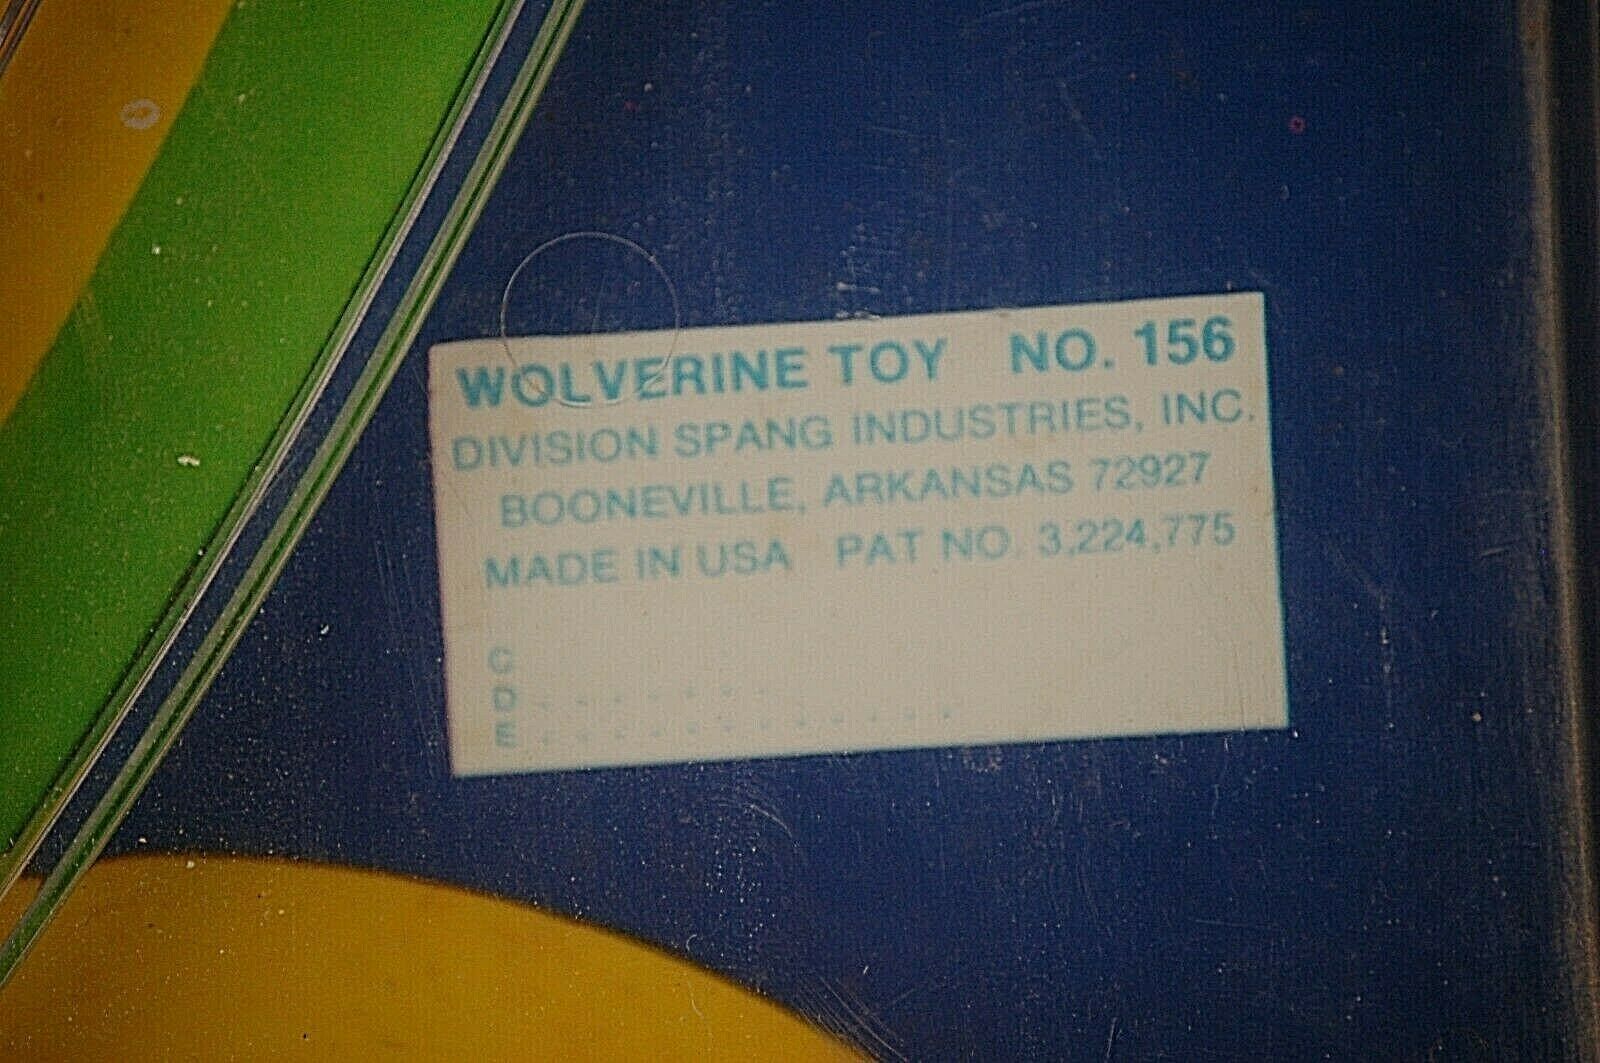 WOLVERINE TOY NO. 156
DIVISION SPANG INDUSTRIES, INC.
BOONEVILLE, ARKANSAS 72927
MADE IN USA PAT NO. 3,224,775
C
D . . . . . . .
E . . . . . . . . . . . .